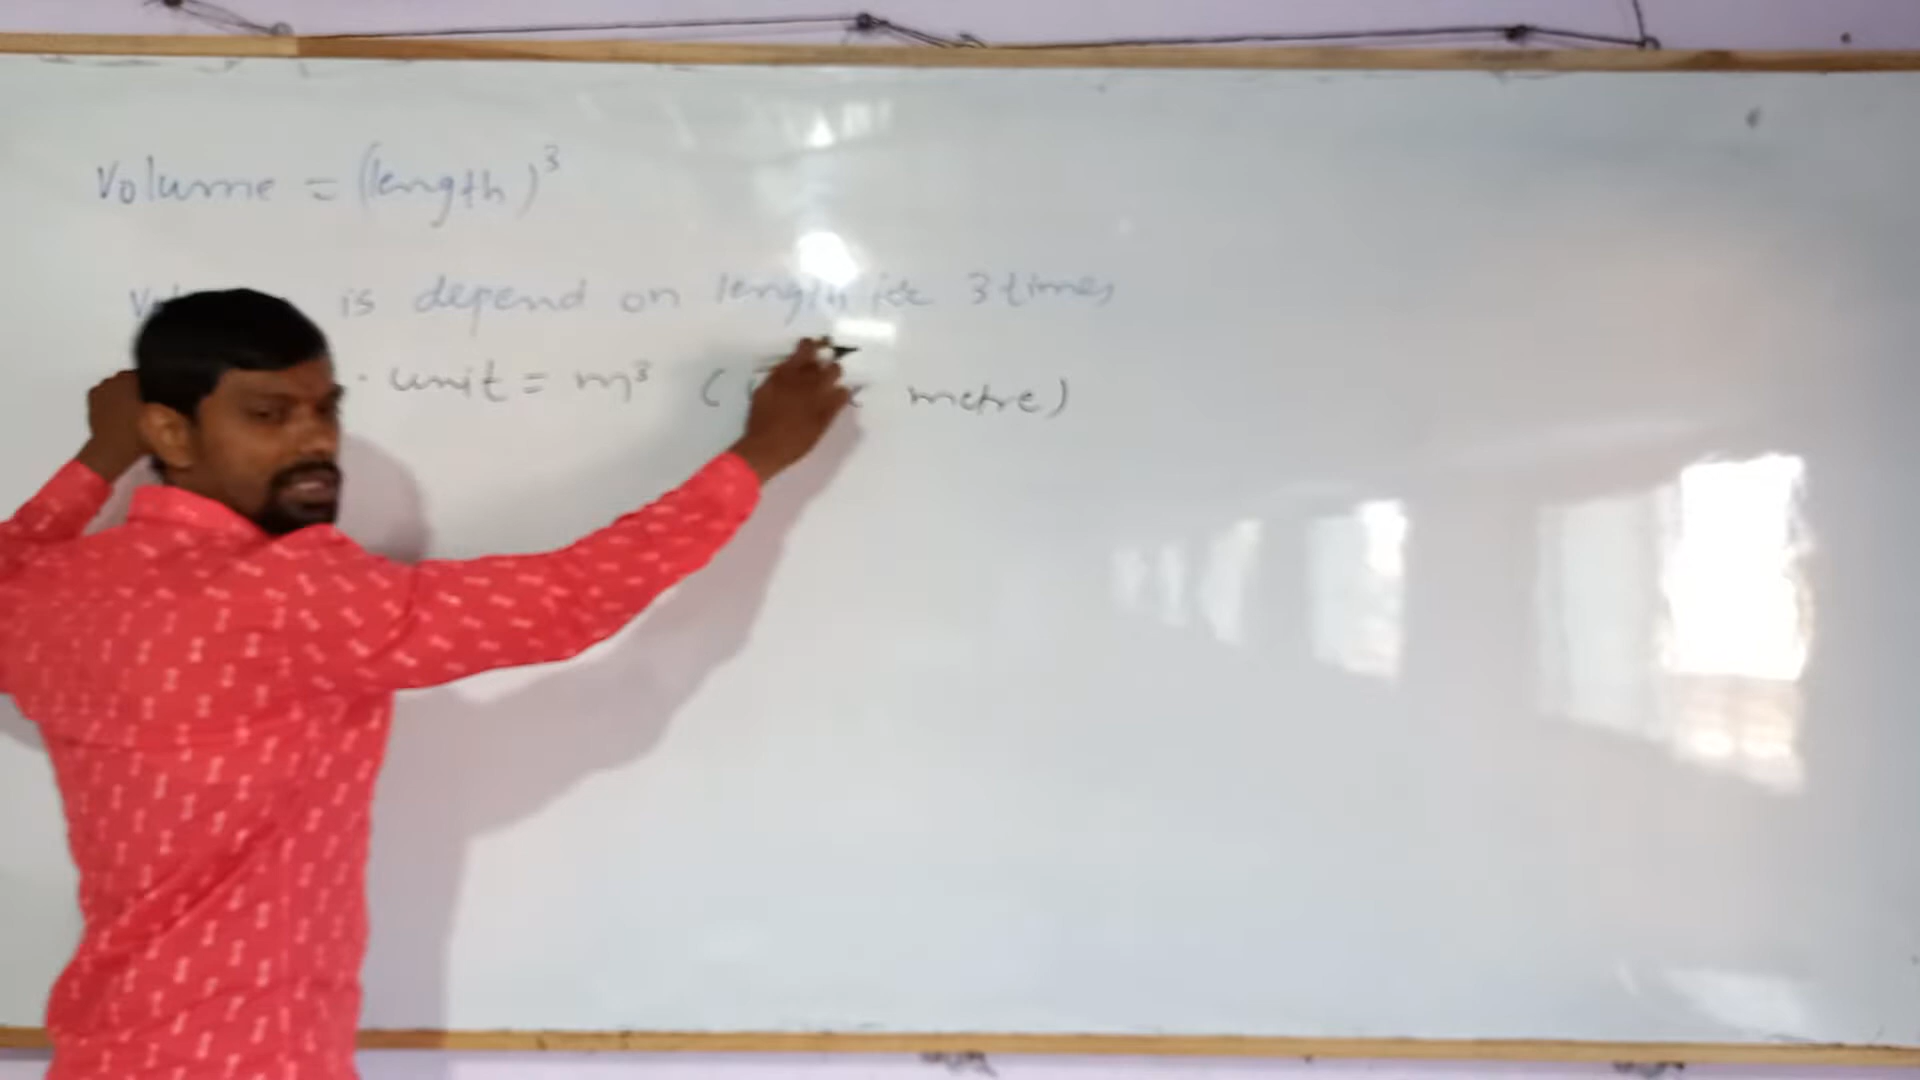 Volume = (length)³
is depend on length ie 3 times
. unit = m³ ( metre)